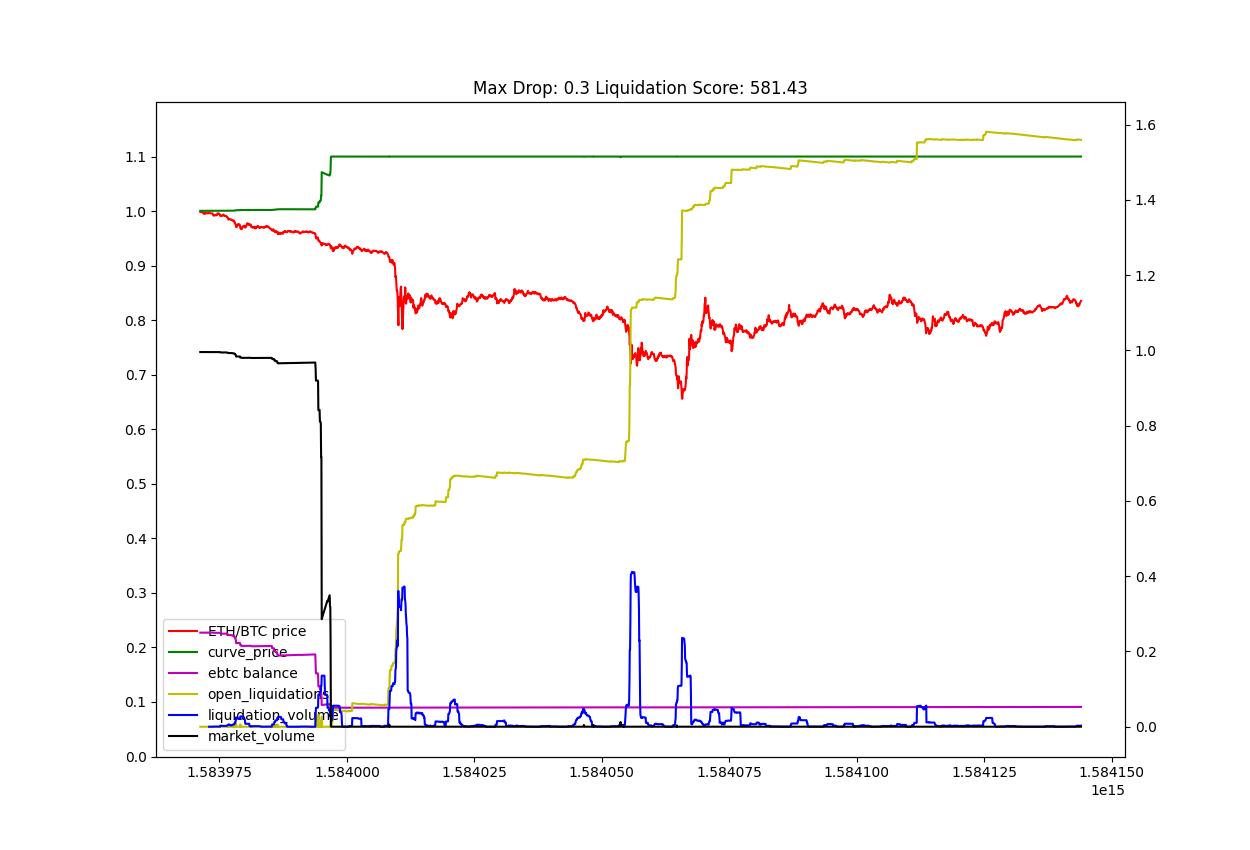 Max Drop: 0.3 Liquidation Score: 581.43
1.1
1.0
0.9
0.8
0.7
0.6
0.5
0.4
0.3
0.2
0.1
0.0
1.6
1.4
1.2
1.0
0.8
0.6
0.4
0.2
0.0
ETH/BTC price
curve_price
ebtc balance
open_liquidations
liquidation_volume
market_volume
1.583975 1.584000 1.584025 1.584050 1.584075 1.584100 1.584125 1.584150
1e15